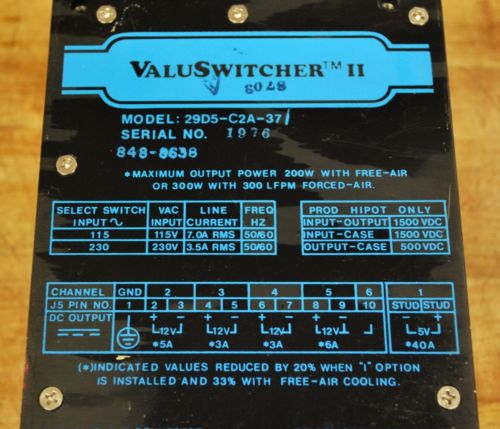 VALUSWITCHER™ II
8703
MODEL: 29D5-C2A-37/
SERIAL NO. 1976
848-8638
*MAXIMUM OUTPUT POWER 200W WITH FREE-AIR
OR 300W WITH 300 LFPM FORCED-AIR.
SELECT SWITCH INPUT∿ VAC INPUT LINE CURRENT FREQ HZ
115 115V 7.0A RMS 50/60
230 230V 3.5A RMS 50/60
PROD HIPOT ONLY
INPUT-OUTPUT 1500 VDC
INPUT-CASE 1500 VDC
OUTPUT-CASE 500 VDC
CHANNEL GND 2 3 4 5 6 1
J5 PIN NO. 1 2 3 4 5 6 7 8 9 10 STUD STUD
DC OUTPUT + − + − + − − + + −
12V 12V 12V 12V 5V
*5A *3A *3A *6A *40A
(*)INDICATED VALUES REDUCED BY 20% WHEN "I" OPTION
IS INSTALLED AND 33% WITH FREE-AIR COOLING.